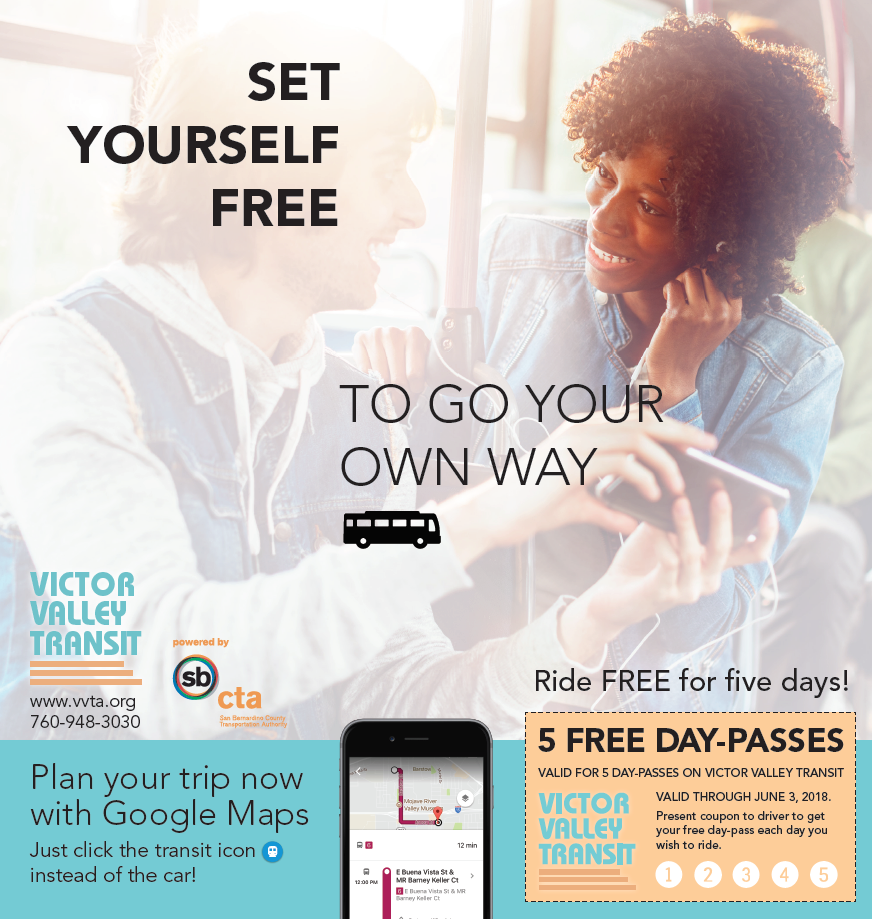 SET
YOURSELF
FREE
TO GO YOUR
OWN WAY
VICTOR
VALLEY
TRANSIT
www.vvta.org
760-948-3030
powered by
sb
cta
San Bernardino County
Transportation Authority
Ride FREE for five days!
5 FREE DAY-PASSES
VALID FOR 5 DAY-PASSES ON VICTOR VALLEY TRANSIT
VICTOR
VALLEY
TRANSIT
VALID THROUGH JUNE 3, 2018.
Present coupon to driver to get
your free day-pass each day you
wish to ride.
1 2 3 4 5
Plan your trip now
with Google Maps
Just click the transit icon
instead of the car!
Barstow
Mojave River
Valley Museum
6
12 min
12:00 PM
E Buena Vista St &
MR Barney Keller Ct
6 E Buena Vista St & MR
Barney Keller Ct